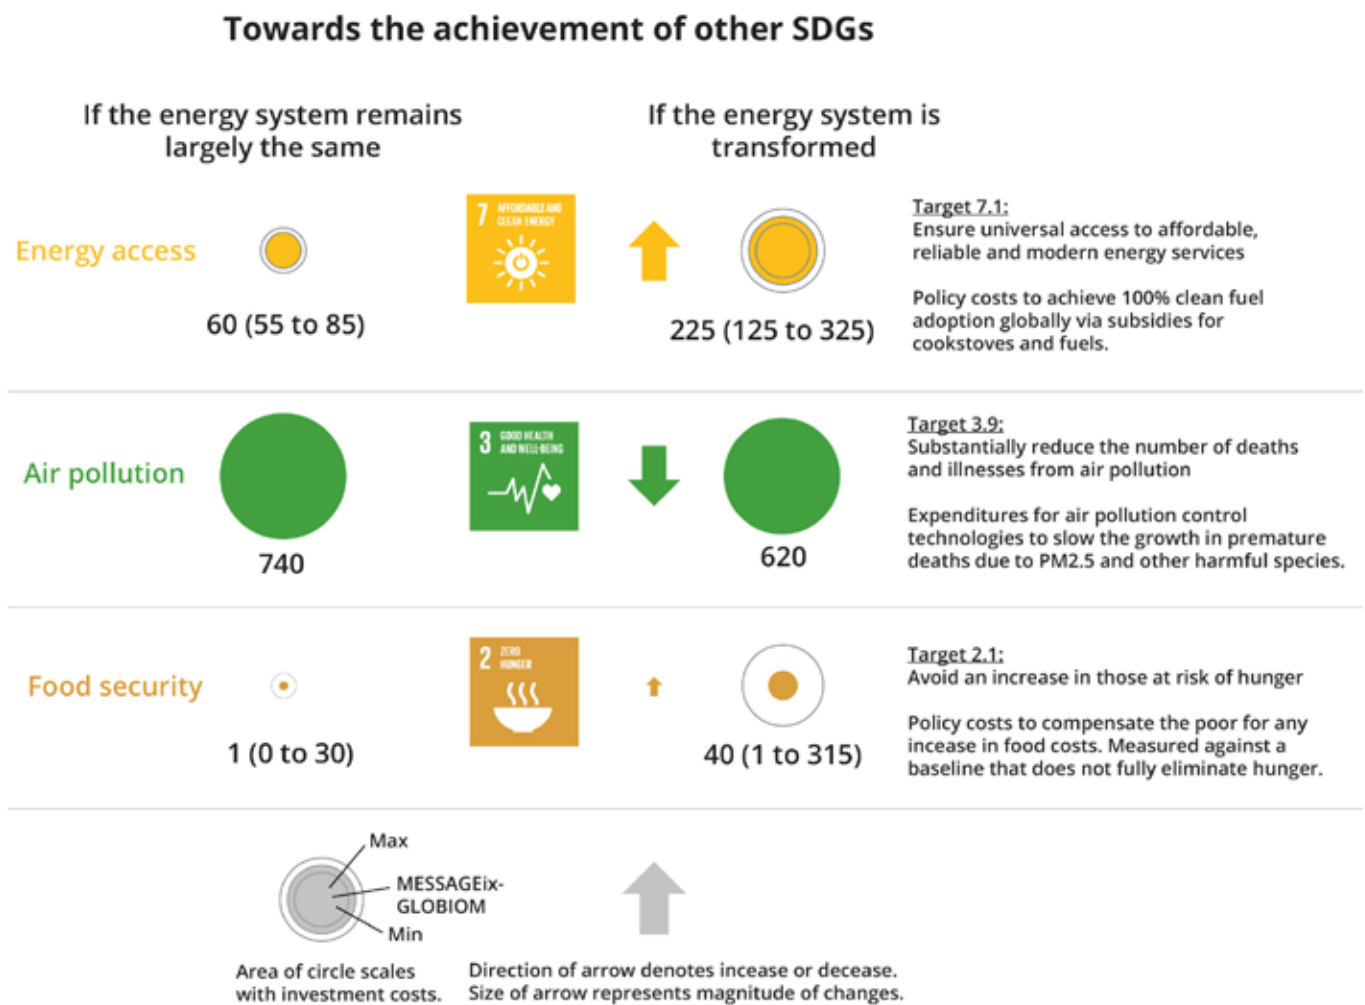 Towards the achievement of other SDGs
If the energy system remains
largely the same
If the energy system is
transformed
Energy access
60 (55 to 85)
7 AFFORDABLE AND
CLEAN ENERGY
225 (125 to 325)
Target 7.1:
Ensure universal access to affordable,
reliable and modern energy services
Policy costs to achieve 100% clean fuel
adoption globally via subsidies for
cookstoves and fuels.
Air pollution
740
3 GOOD HEALTH
AND WELL-BEING
620
Target 3.9:
Substantially reduce the number of deaths
and illnesses from air pollution
Expenditures for air pollution control
technologies to slow the growth in premature
deaths due to PM2.5 and other harmful species.
Food security
1 (0 to 30)
2 ZERO
HUNGER
40 (1 to 315)
Target 2.1:
Avoid an increase in those at risk of hunger
Policy costs to compensate the poor for any
increase in food costs. Measured against a
baseline that does not fully eliminate hunger.
Max
MESSAGEix-
GLOBIOM
Min
Area of circle scales
with investment costs.
Direction of arrow denotes incease or decease.
Size of arrow represents magnitude of changes.